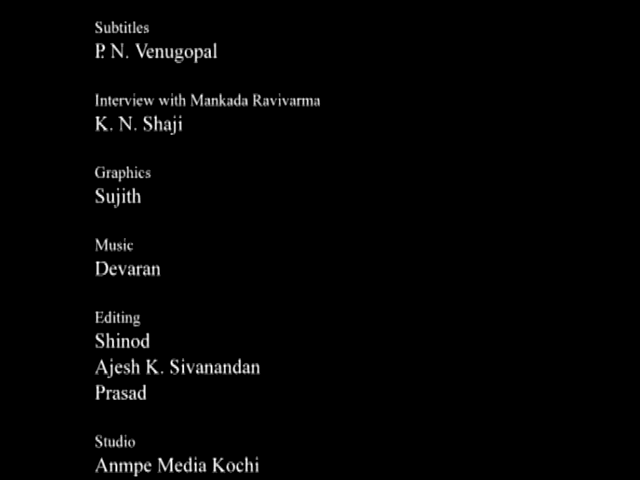 Subtitles
P. N. Venugopal
Interview with Mankada Ravivarma
K. N. Shaji
Graphics
Sujith
Music
Devaran
Editing
Shinod
Ajesh K. Sivanandan
Prasad
Studio
Anmpe Media Kochi